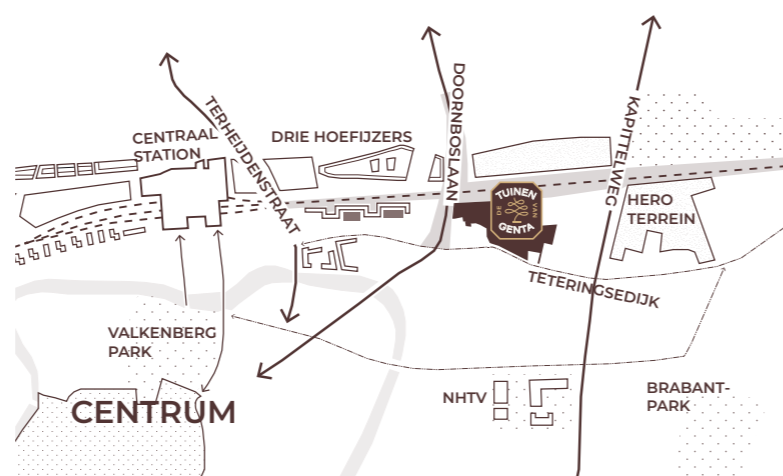 TERHEIJDENSTRAAT
DOORNBOSLAAN
KAPITTELWEG
CENTRAAL
STATION
DRIE HOEFIJZERS
TUINEN
DE
VAN
GENTA
HERO
TERREIN
TETERINGSEDIJK
VALKENBERG
PARK
CENTRUM
NHTV
BRABANT-
PARK